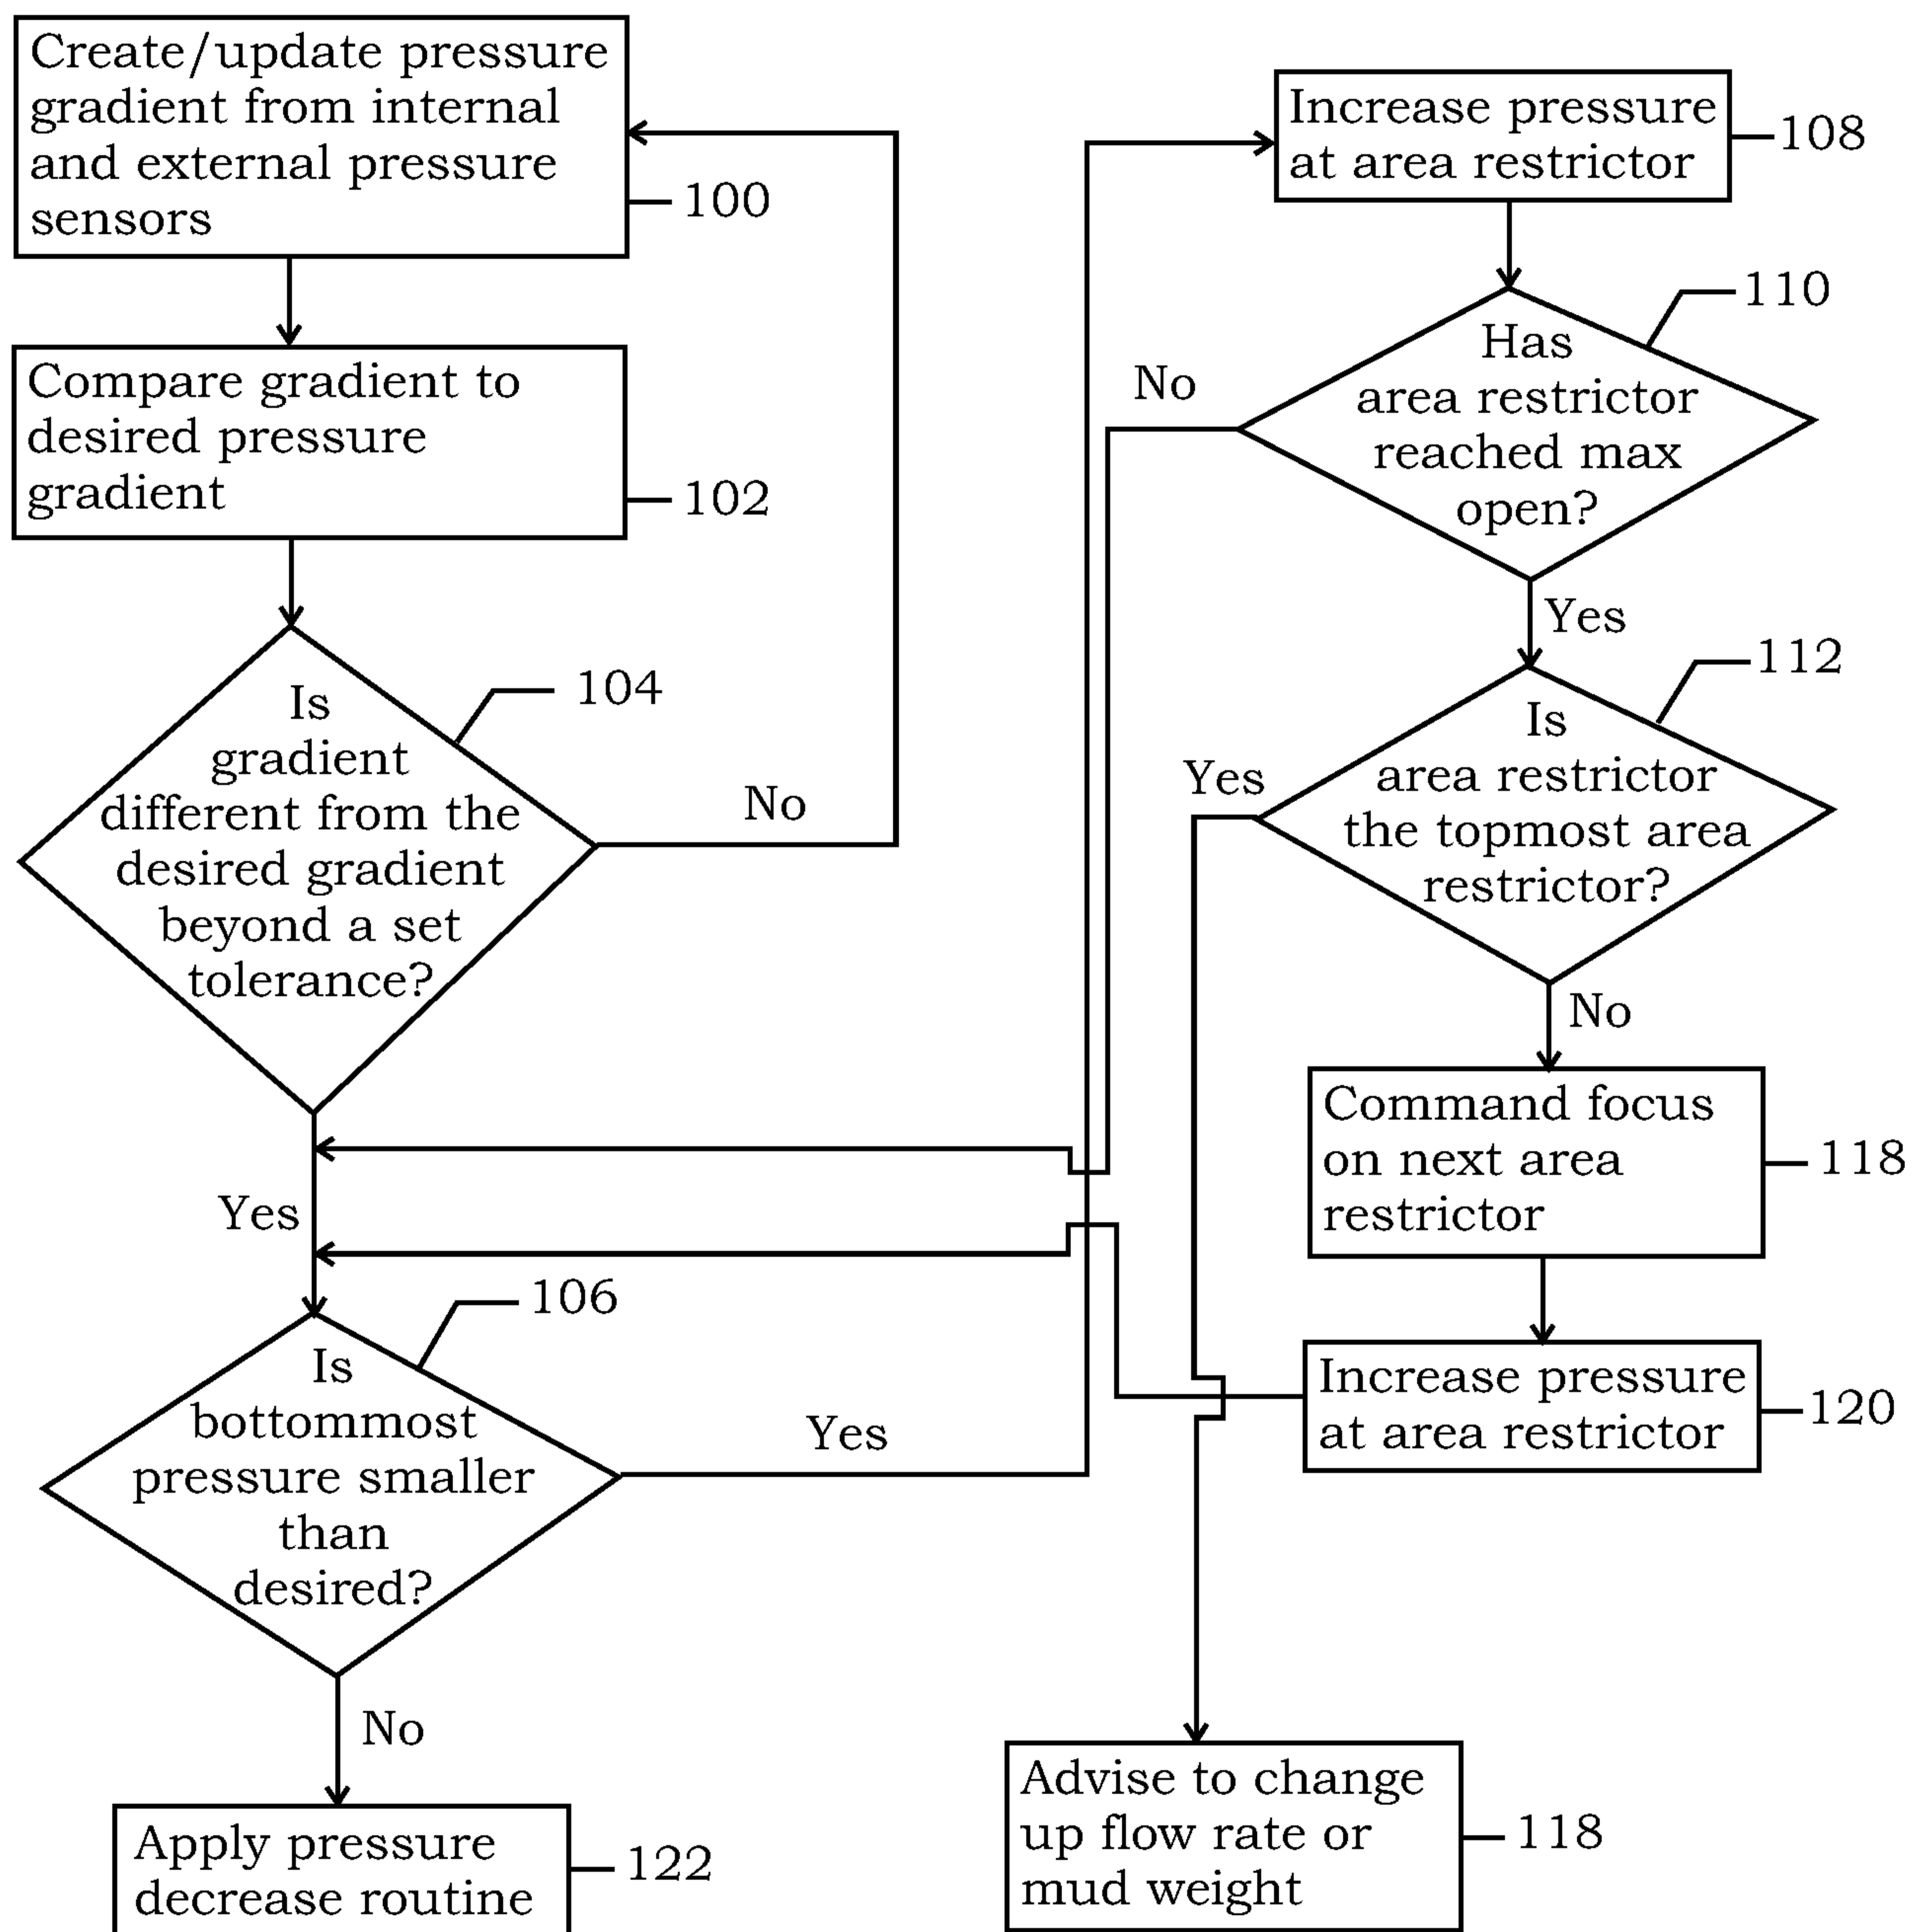 Create/update pressure
gradient from internal
and external pressure
sensors
100
Compare gradient to
desired pressure
gradient
102
Is
gradient
different from the
desired gradient
beyond a set
tolerance?
104
No
Yes
Is
bottommost
pressure smaller
than
desired?
106
Yes
No
Apply pressure
decrease routine
122
Increase pressure
at area restrictor
108
Has
area restrictor
reached max
open?
110
No
Yes
Is
area restrictor
the topmost area
restrictor?
112
Yes
No
Command focus
on next area
restrictor
118
Increase pressure
at area restrictor
120
Advise to change
up flow rate or
mud weight
118